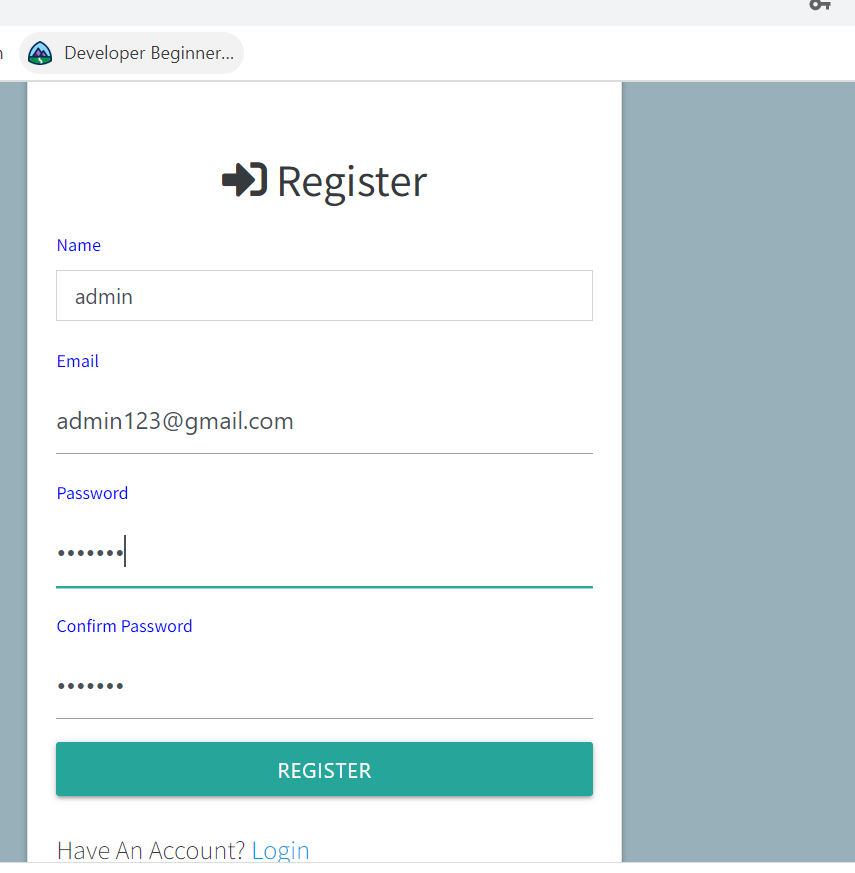 Developer Beginner...
Register
Name
admin
Email
admin123@gmail.com
Password
•••••••
Confirm Password
•••••••
REGISTER
Have An Account? Login